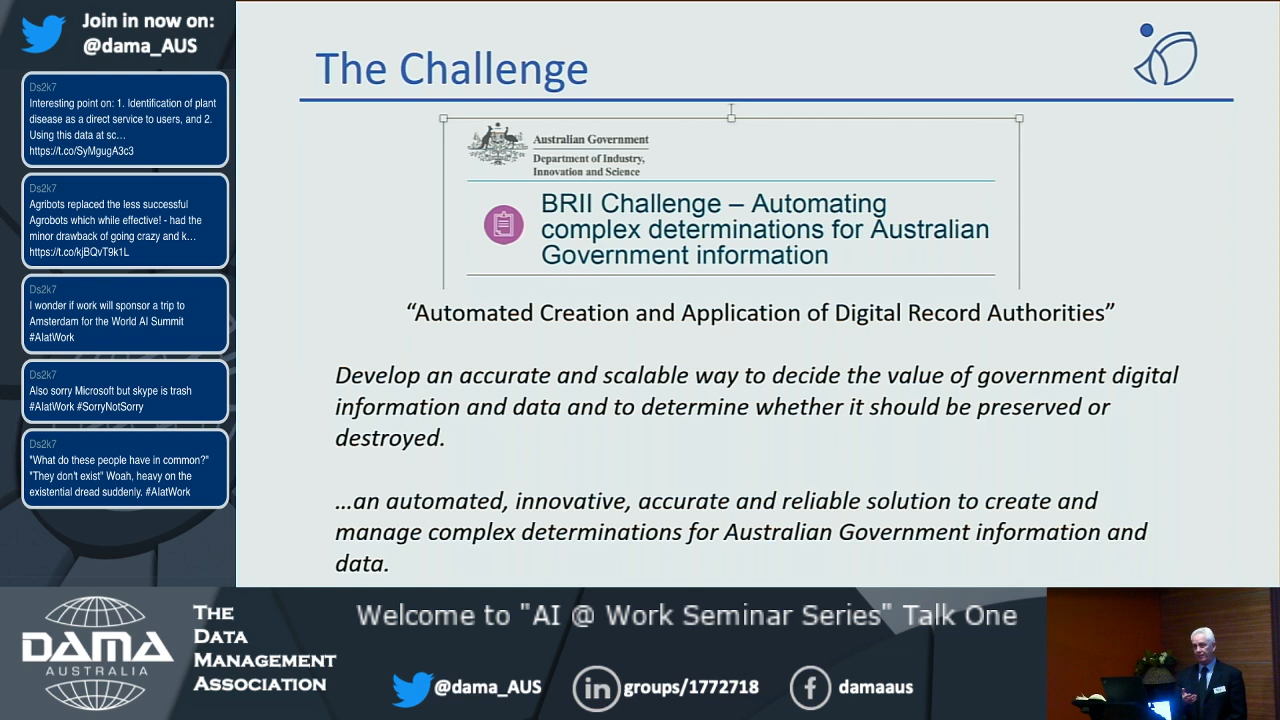 Join in now on:
@dama_AUS
Ds2k7
Interesting point on: 1. Identification of plant
disease as a direct service to users, and 2.
Using this data at sc...
https://t.co/SyMgugA3c3
Ds2k7
Agribots replaced the less successful
Agrobots which while effective! - had the
minor drawback of going crazy and k...
https://t.co/kjBQvT9k1L
Ds2k7
I wonder if work will sponsor a trip to
Amsterdam for the World AI Summit
#AIatWork
Ds2k7
Also sorry Microsoft but skype is trash
#AIatWork #SorryNotSorry
Ds2k7
"What do these people have in common?"
"They don't exist" Woah, heavy on the
existential dread suddenly. #AIatWork
The Challenge
Australian Government
Department of Industry,
Innovation and Science
BRII Challenge – Automating
complex determinations for Australian
Government information
“Automated Creation and Application of Digital Record Authorities”
Develop an accurate and scalable way to decide the value of government digital
information and data and to determine whether it should be preserved or
destroyed.
...an automated, innovative, accurate and reliable solution to create and
manage complex determinations for Australian Government information and
data.
DAMA
AUSTRALIA
THE
DATA
MANAGEMENT
ASSOCIATION
Welcome to "AI @ Work Seminar Series" Talk One
@dama_AUS
in groups/1772718
f damaaus